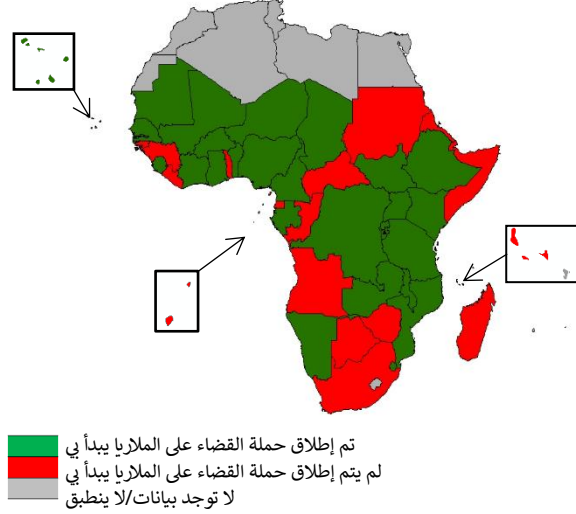 تم إطلاق حملة القضاء على الملاريا يبدأ بي
لم يتم إطلاق حملة القضاء على الملاريا يبدأ بي
لا توجد بيانات/لا ينطبق